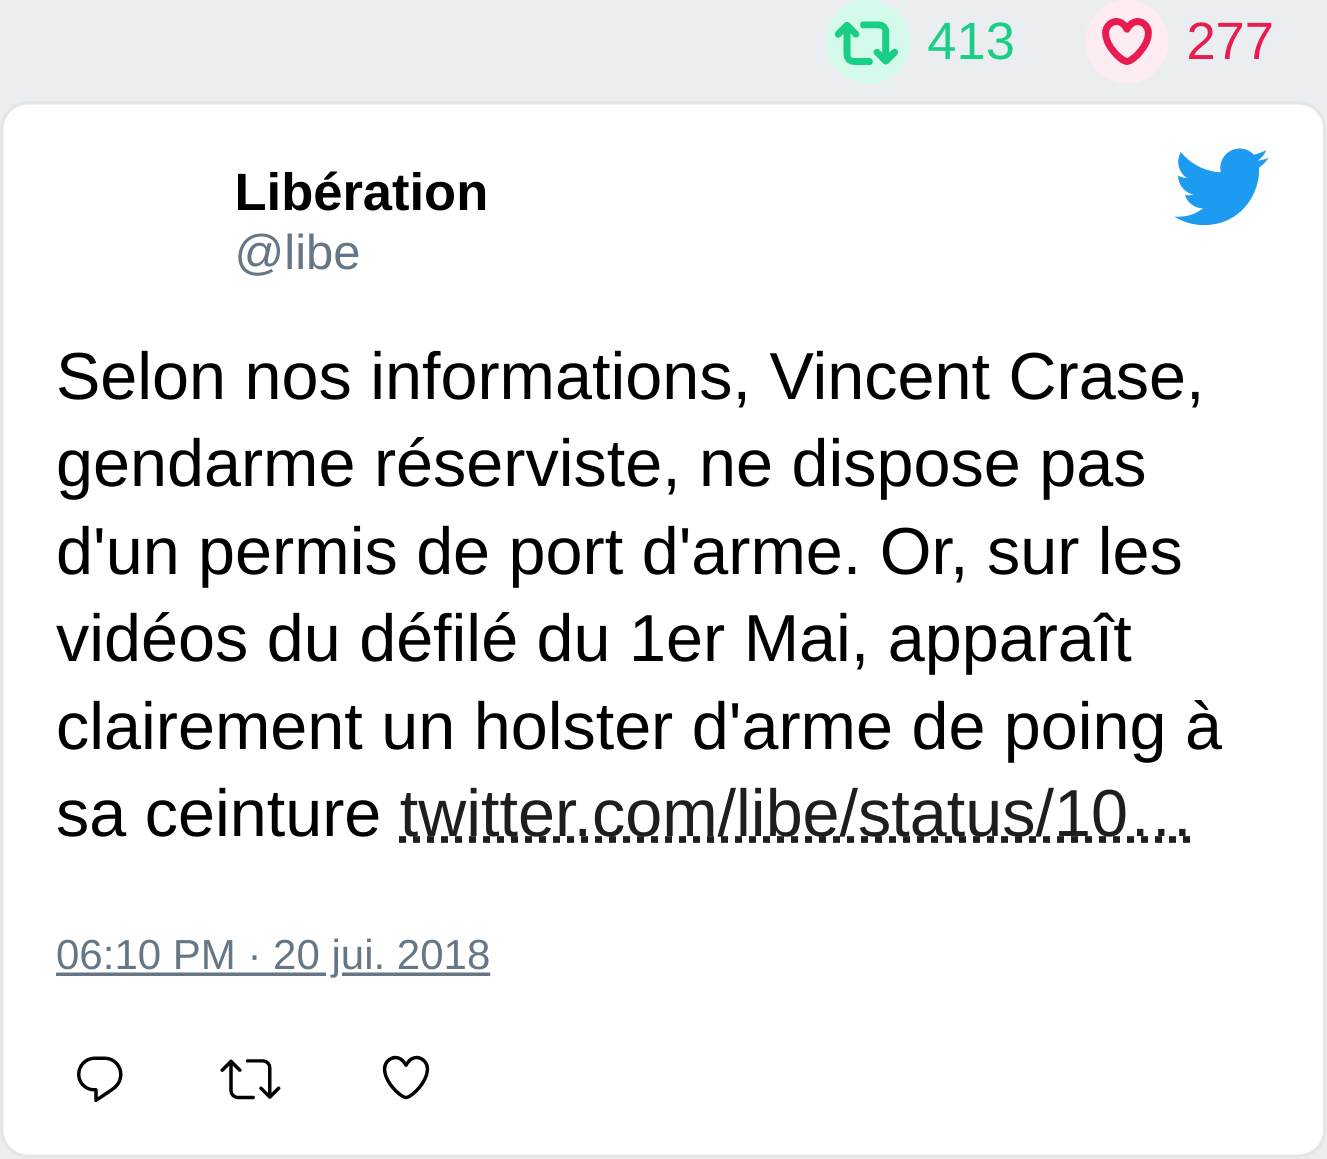 413 277
Libération
@libe
Selon nos informations, Vincent Crase,
gendarme réserviste, ne dispose pas
d'un permis de port d'arme. Or, sur les
vidéos du défilé du 1er Mai, apparaît
clairement un holster d'arme de poing à
sa ceinture twitter.com/libe/status/10…
06:10 PM · 20 jui. 2018